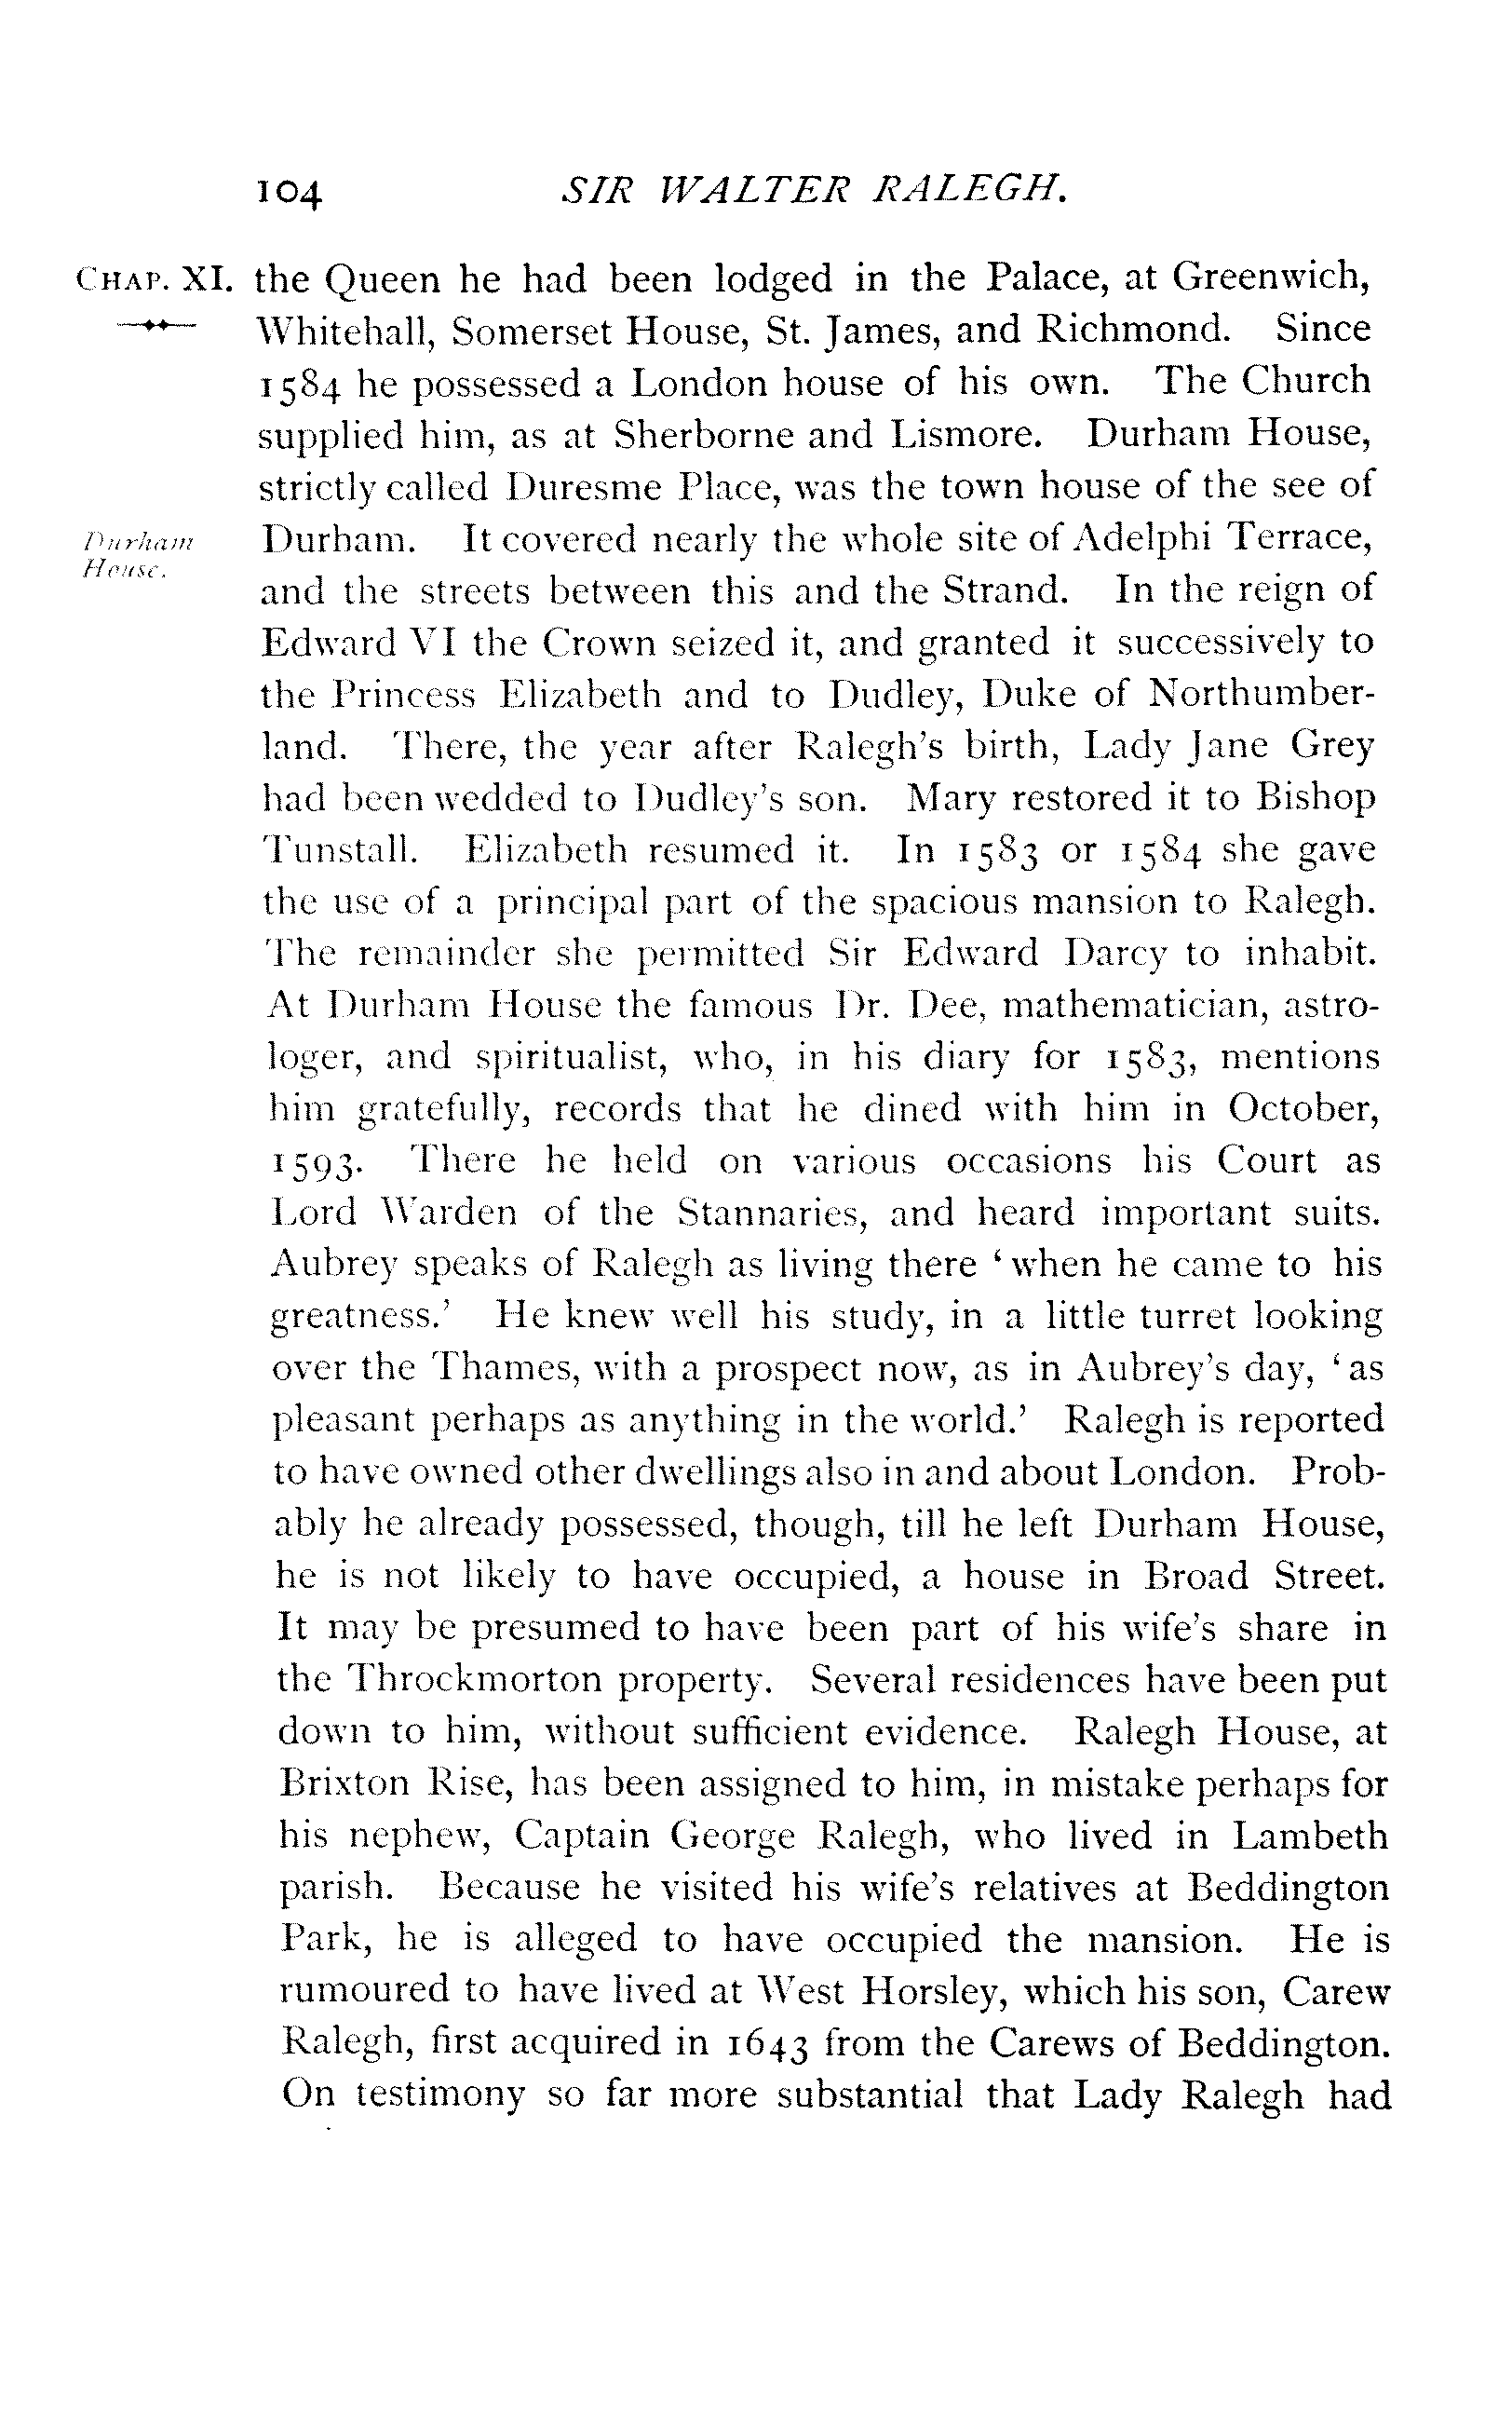 104 SIR WALTER RALEGH.
CHAP. XI. the Queen he had been lodged in the Palace, at Greenwich,
Whitehall, Somerset House, St. James, and Richmond. Since
1584 he possessed a London house of his own. The Church
supplied him, as at Sherborne and Lismore. Durham House,
strictly called Duresme Place, was the town house of the see of
Durham House.
Durham. It covered nearly the whole site of Adelphi Terrace,
and the streets between this and the Strand. In the reign of
Edward VI the Crown seized it, and granted it successively to
the Princess Elizabeth and to Dudley, Duke of Northumber-
land. There, the year after Ralegh's birth, Lady Jane Grey
had been wedded to Dudley's son. Mary restored it to Bishop
Tunstall. Elizabeth resumed it. In 1583 or 1584 she gave
the use of a principal part of the spacious mansion to Ralegh.
The remainder she permitted Sir Edward Darcy to inhabit.
At Durham House the famous Dr. Dee, mathematician, astro-
loger, and spiritualist, who, in his diary for 1583, mentions
him gratefully, records that he dined with him in October,
1593. There he held on various occasions his Court as
Lord Warden of the Stannaries, and heard important suits.
Aubrey speaks of Ralegh as living there ‘when he came to his
greatness.’ He knew well his study, in a little turret looking
over the Thames, with a prospect now, as in Aubrey's day, ‘as
pleasant perhaps as anything in the world.’ Ralegh is reported
to have owned other dwellings also in and about London. Prob-
ably he already possessed, though, till he left Durham House,
he is not likely to have occupied, a house in Broad Street.
It may be presumed to have been part of his wife's share in
the Throckmorton property. Several residences have been put
down to him, without sufficient evidence. Ralegh House, at
Brixton Rise, has been assigned to him, in mistake perhaps for
his nephew, Captain George Ralegh, who lived in Lambeth
parish. Because he visited his wife's relatives at Beddington
Park, he is alleged to have occupied the mansion. He is
rumoured to have lived at West Horsley, which his son, Carew
Ralegh, first acquired in 1643 from the Carews of Beddington.
On testimony so far more substantial that Lady Ralegh had